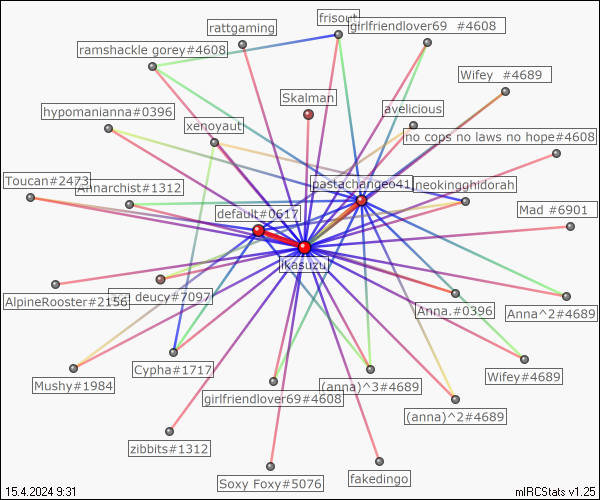 frisout
girlfriendlover69 #4608
rattgaming
ramshackle gorey#4608
Wifey #4689
Skalman
avelicious
hypomanianna#0396
xenoyaut
no cops no laws no hope#4608
Toucan#2473
Annarchist#1312
pastachange041
neokingghidorah
default#0617
Mad #6901
ikasuzu
deucy#7097
AlpineRooster#2156
Anna.#0396
Anna^2#4689
Cypha#1717
Wifey#4689
Mushy#1984
(anna)^3#4689
girlfriendlover69#4608
(anna)^2#4689
zibbits#1312
Soxy Foxy#5076
fakedingo
15.4.2024 9:31
mIRCStats v1.25